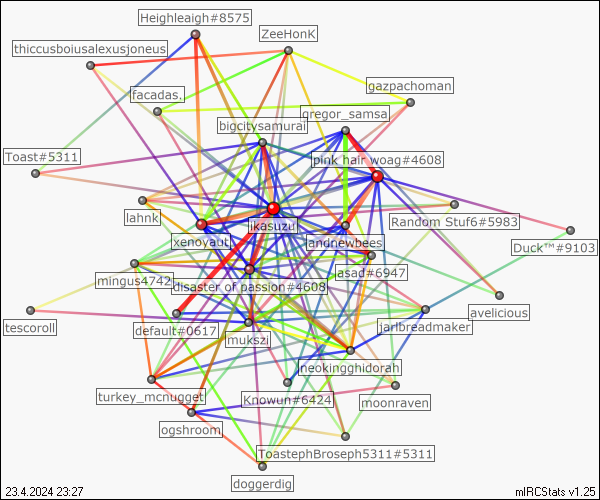 Heighleaigh#8575
ZeeHonK
thiccusboiusalexusjoneus
gazpachoman
facadas.
gregor_samsa
bigcitysamurai
Toast#5311
pink hair woag#4608
lahnk
Random Stuf6#5983
ikasuzu
xenoyaut
andnewbees
Duck™#9103
asad#6947
mingus4742
disaster of passion#4608
avelicious
tescoroll
default#0617
jarlbreadmaker
mukszi
neokingghidorah
turkey_mcnugget
Knowun#6424
moonraven
ogshroom
ToastephBroseph5311#5311
doggerdig
23.4.2024 23:27
mIRCStats v1.25